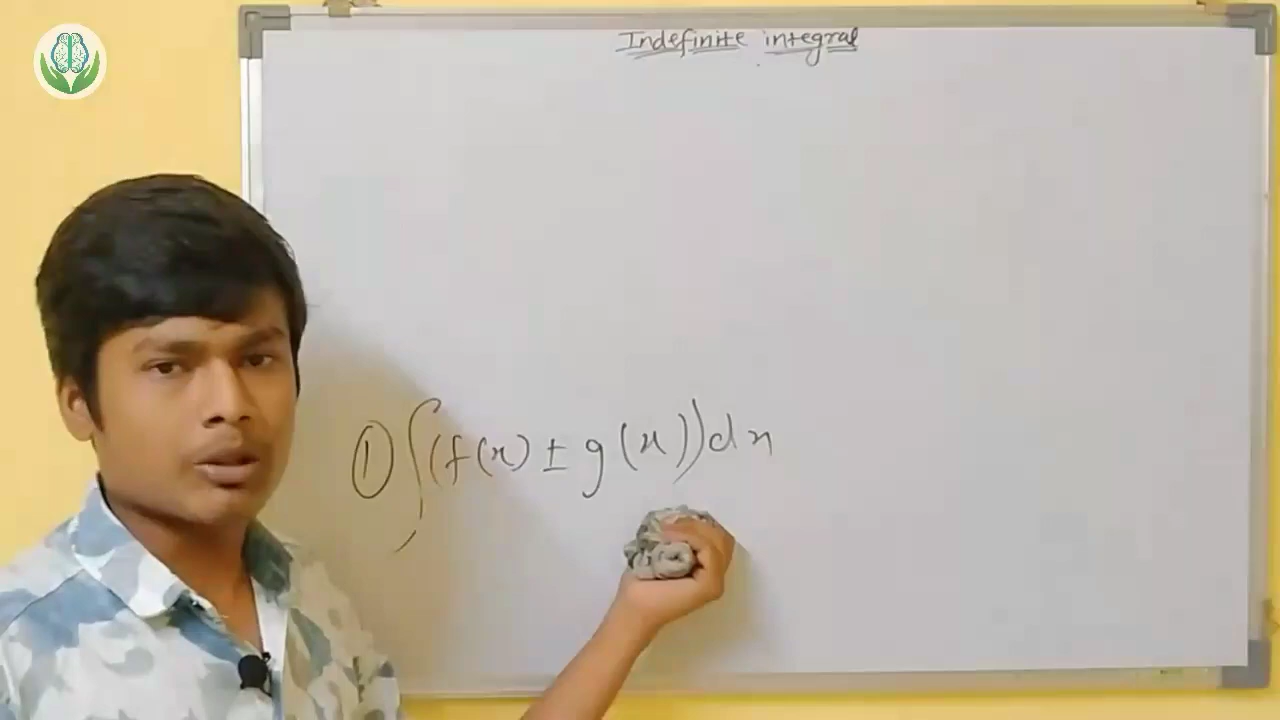 Indefinite integral
① ∫(f(x) ± g(x))dx